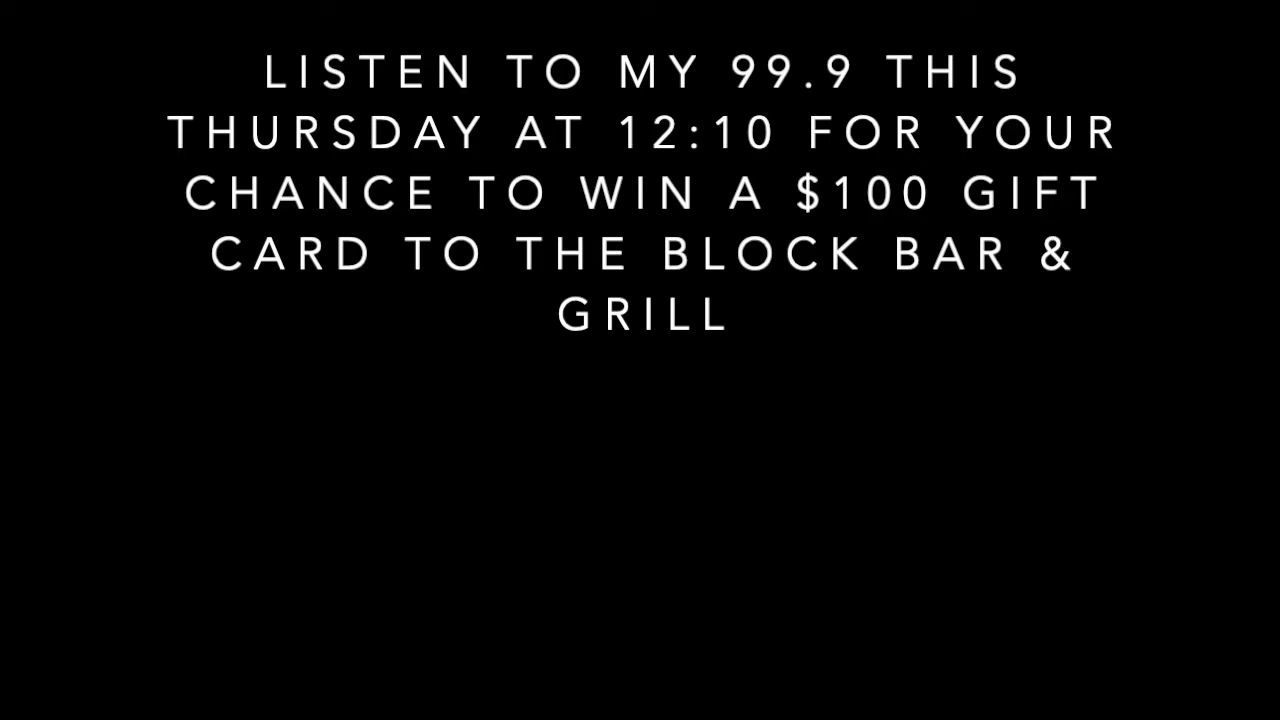 LISTEN TO MY 99.9 THIS
THURSDAY AT 12:10 FOR YOUR
CHANCE TO WIN A $100 GIFT
CARD TO THE BLOCK BAR &
GRILL